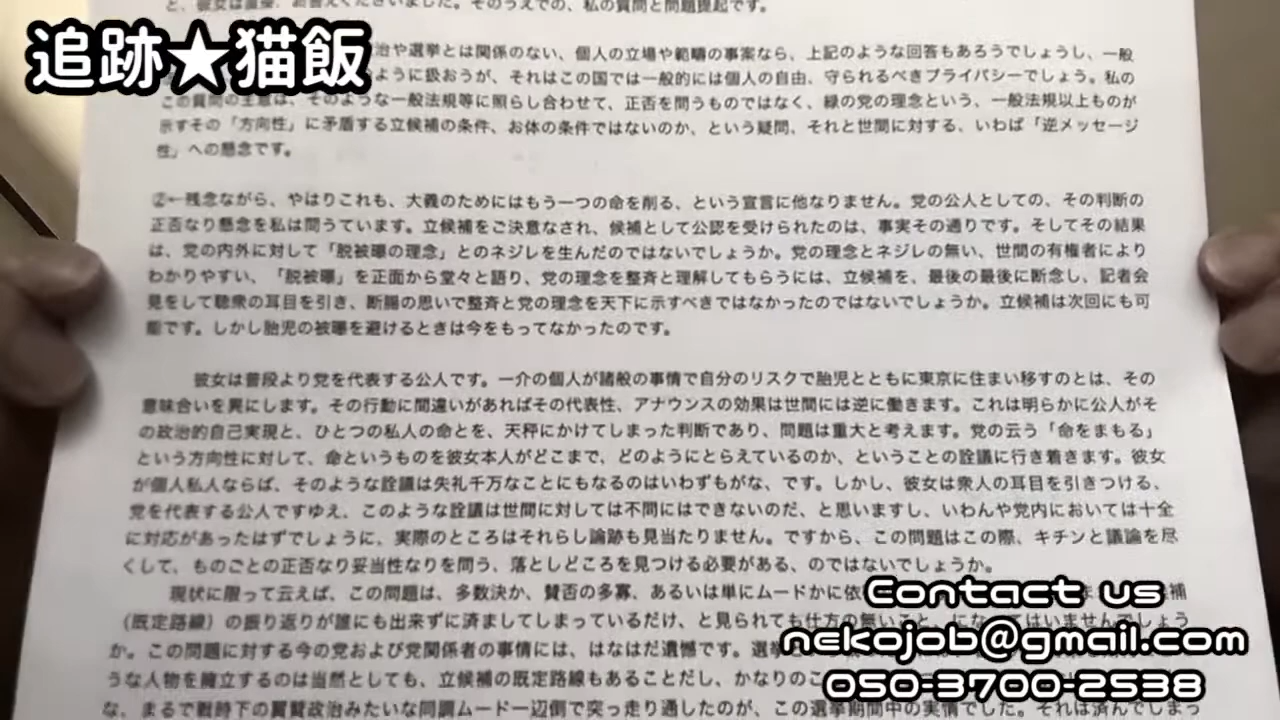 と、彼女は直接、お答えくださいました。そのうえでの、私の質問と問題提起です。
追跡★猫飯
治や選挙とは関係のない、個人の立場や範疇の事案なら、上記のような回答もあろうでしょうし、一般
ように扱おうが、それはこの国では一般的には個人の自由、守られるべきプライバシーでしょう。私の
この質問の主意は、そのような一般法規等に照らし合わせて、正否を問うものではなく、緑の党の理念という、一般法規以上ものが
示すその「方向性」に矛盾する立候補の条件、お体の条件ではないのか、という疑問、それと世間に対する、いわば「逆メッセージ
性」への懸念です。
②←残念ながら、やはりこれも、大義のためにはもう一つの命を削る、という宣言に他なりません。党の公人としての、その判断の
正否なり懸念を私は問うています。立候補をご決意なされ、候補として公認を受けられたのは、事実その通りです。そしてその結果
は、党の内外に対して「脱被曝の理念」とのネジレを生んだのではないでしょうか。党の理念とネジレの無い、世間の有権者により
わかりやすい、「脱被曝」を正面から堂々と語り、党の理念を整斉と理解してもらうには、立候補を、最後の最後に断念し、記者会
見をして聴衆の耳目を引き、断腸の思いで整斉と党の理念を天下に示すべきではなかったのではないでしょうか。立候補は次回にも可
能です。しかし胎児の被曝を避けるときは今をもってなかったのです。
彼女は普段より党を代表する公人です。一介の個人が諸般の事情で自分のリスクで胎児とともに東京に住まい移すのとは、その
意味合いを異にします。その行動に間違いがあればその代表性、アナウンスの効果は世間には逆に働きます。これは明らかに公人がそ
の政治的自己実現と、ひとつの私人の命とを、天秤にかけてしまった判断であり、問題は重大と考えます。党の云う「命をまもる」
という方向性に対して、命というものを彼女本人がどこまで、どのようにとらえているのか、ということの詮議に行き着きます。彼女
が個人私人ならば、そのような詮議は失礼千万なことにもなるのはいわずもがな、です。しかし、彼女は衆人の耳目を引きつける、
党を代表する公人ですゆえ、このような詮議は世間に対しては不問にはできないのだ、と思いますし、いわんや党内においては十全
に対応があったはずでしょうに、実際のところはそれらし論跡も見当たりません。ですから、この問題はこの際、キチンと議論を尽
くして、ものごとの正否なり妥当性なりを問う、落としどころを見つける必要がある、のではないでしょうか。
現状に限って云えば、この問題は、多数決か、賛否の多寡、あるいは単にムードかに依
補
（既定路線）の振り返りが誰にも出来ずに済ましてしまっているだけ、と見られても仕方の無いこと、になってはいませんでしょう
か。この問題に対する今の党および党関係者の事情には、はなはだ遺憾です。選挙
うな人物を擁立するのは当然としても、立候補の既定路線もあることだし、かなりのこ
な、まるで戦時下の翼賛政治みたいな同調ムード一辺倒で突っ走り通したのが、この選挙期間中の実情でした。それは済んでしまっ
Contact us
nekojob@gmail.com
050-3700-2538